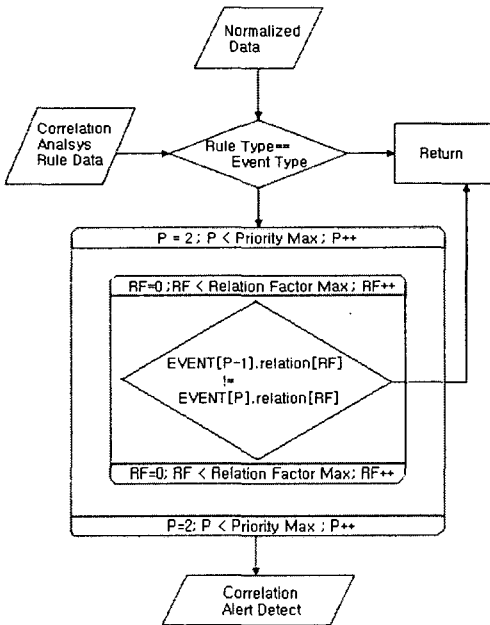 Normalized
Data
Correlation
Analsys
Rule Data
Rule Type==
Event Type
Return
P = 2 ; P < Priority Max ; P++
RF=0 ;RF < Relation Factor Max ; RF++
EVENT[P-1].relation[RF]
!=
EVENT[P].relation[RF]
RF=0; RF < Relation Factor Max; RF++
P=2; P < Priority Max ; P++
Correlation
Alert Detect